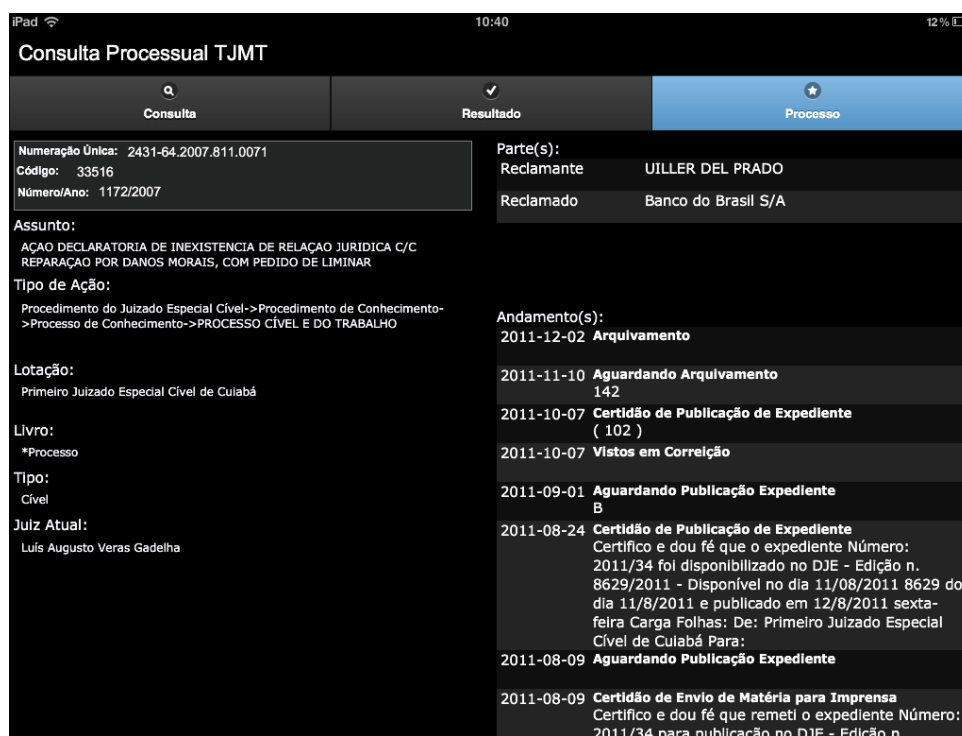 iPad 10:40 12%
Consulta Processual TJMT
Consulta Resultado Processo
Numeração Única: 2431-64.2007.811.0071
Código: 33516
Número/Ano: 1172/2007
Assunto:
AÇAO DECLARATORIA DE INEXISTENCIA DE RELAÇAO JURIDICA C/C
REPARAÇAO POR DANOS MORAIS, COM PEDIDO DE LIMINAR
Tipo de Ação:
Procedimento do Juizado Especial Cível->Procedimento de Conhecimento-
>Processo de Conhecimento->PROCESSO CÍVEL E DO TRABALHO
Lotação:
Primeiro Juizado Especial Cível de Cuiabá
Livro:
*Processo
Tipo:
Cível
Juiz Atual:
Luís Augusto Veras Gadelha
Parte(s):
Reclamante UILLER DEL PRADO
Reclamado Banco do Brasil S/A
Andamento(s):
2011-12-02 Arquivamento
2011-11-10 Aguardando Arquivamento
142
2011-10-07 Certidão de Publicação de Expediente
( 102 )
2011-10-07 Vistos em Correição
2011-09-01 Aguardando Publicação Expediente
B
2011-08-24 Certidão de Publicação de Expediente
Certifico e dou fé que o expediente Número:
2011/34 foi disponibilizado no DJE - Edição n.
8629/2011 - Disponível no dia 11/08/2011 8629 do
dia 11/8/2011 e publicado em 12/8/2011 sexta-
feira Carga Folhas: De: Primeiro Juizado Especial
Cível de Cuiabá Para:
2011-08-09 Aguardando Publicação Expediente
2011-08-09 Certidão de Envio de Matéria para Imprensa
Certifico e dou fé que remeti o expediente Número:
2011/34 para publicação no DJE - Edição n.